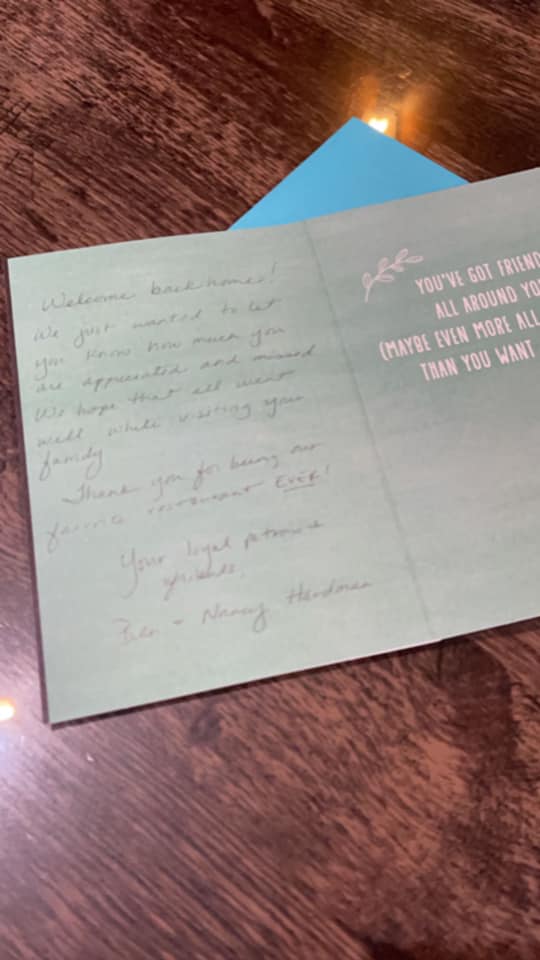 Welcome back home!
We just wanted to let
you know how much you
are appreciated and missed
We hope that all went
well while visiting your
family
Thank you for being our
favorite restaurant Ever!
Your loyal patrons &
friends,
+ Nancy
YOU'VE GOT FRIEND
ALL AROUND YO
(MAYBE EVEN MORE ALL
THAN YOU WANT